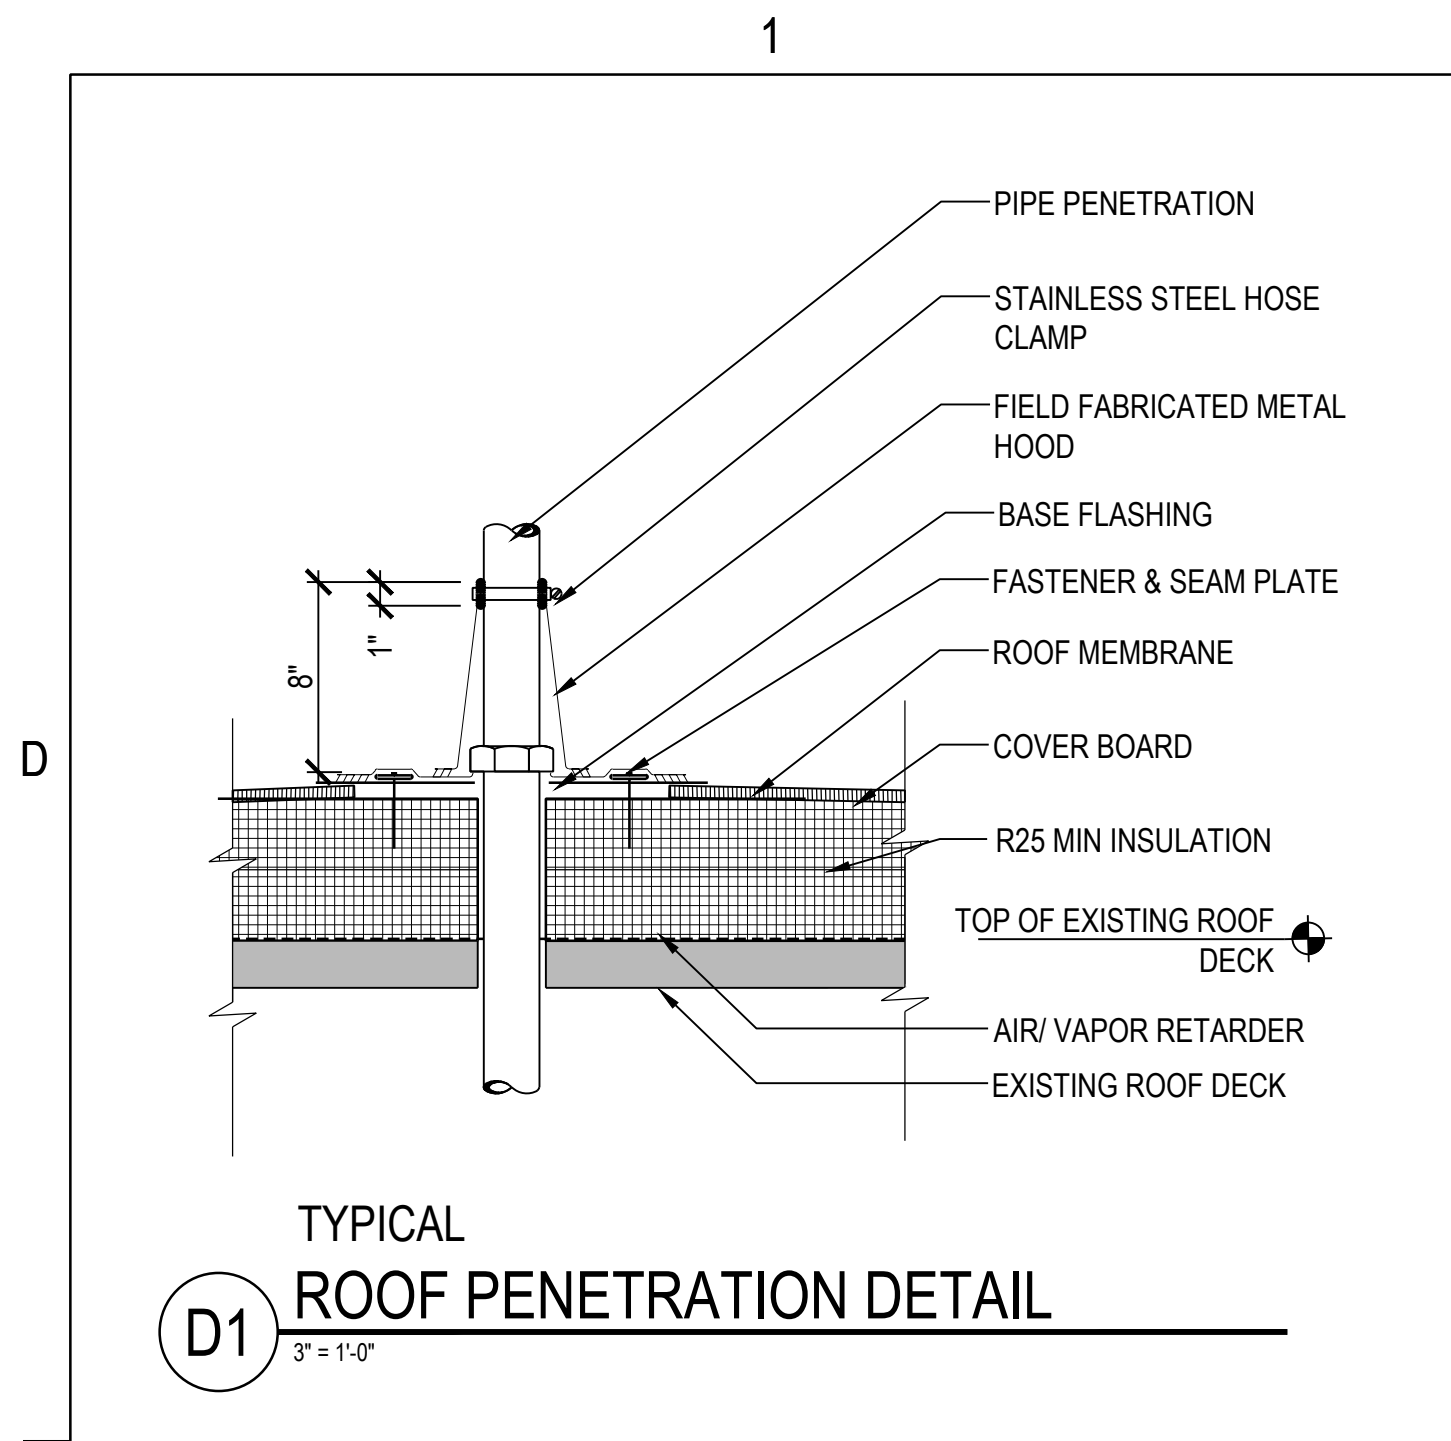 1
PIPE PENETRATION
STAINLESS STEEL HOSE
CLAMP
FIELD FABRICATED METAL
HOOD
BASE FLASHING
FASTENER & SEAM PLATE
1"
8"
ROOF MEMBRANE
D
COVER BOARD
R25 MIN INSULATION
TOP OF EXISTING ROOF
DECK
AIR/ VAPOR RETARDER
EXISTING ROOF DECK
TYPICAL
ROOF PENETRATION DETAIL
D1
3" = 1'-0"